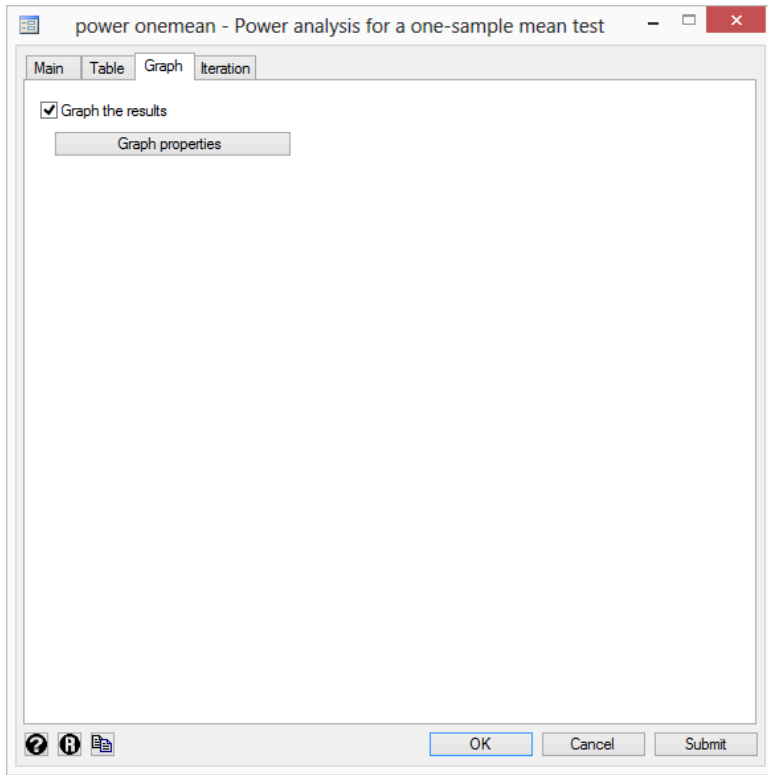 power onemean - Power analysis for a one-sample mean test
Main Table Graph Iteration
Graph the results
Graph properties
? R OK Cancel Submit